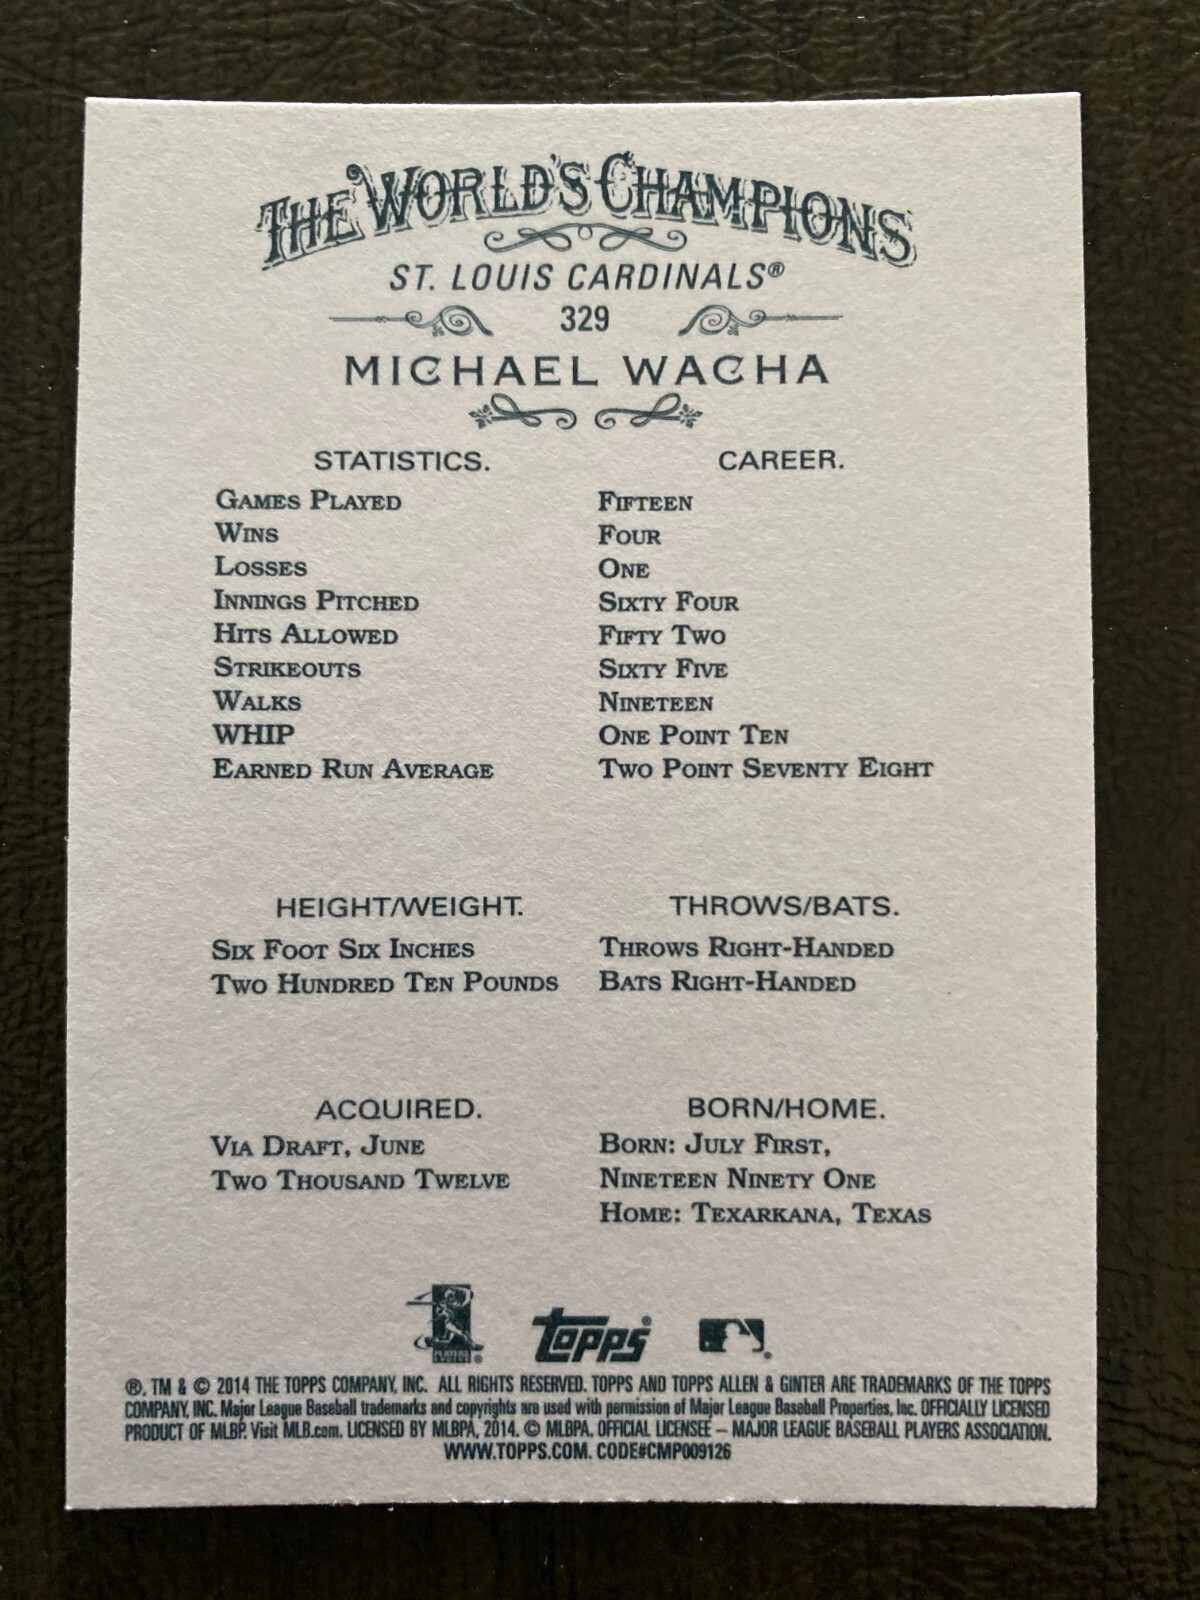 THE WORLD'S CHAMPIONS
ST. LOUIS CARDINALS®
329
MICHAEL WACHA
STATISTICS. CAREER.
GAMES PLAYED FIFTEEN
WINS FOUR
LOSSES ONE
INNINGS PITCHED SIXTY FOUR
HITS ALLOWED FIFTY TWO
STRIKEOUTS SIXTY FIVE
WALKS NINETEEN
WHIP ONE POINT TEN
EARNED RUN AVERAGE TWO POINT SEVENTY EIGHT
HEIGHT/WEIGHT. THROWS/BATS.
SIX FOOT SIX INCHES THROWS RIGHT-HANDED
TWO HUNDRED TEN POUNDS BATS RIGHT-HANDED
ACQUIRED. BORN/HOME.
VIA DRAFT, JUNE BORN: JULY FIRST,
TWO THOUSAND TWELVE NINETEEN NINETY ONE
HOME: TEXARKANA, TEXAS
PLAYERS CHOICE® Topps® ®
®, TM & © 2014 THE TOPPS COMPANY, INC. ALL RIGHTS RESERVED. TOPPS AND TOPPS ALLEN & GINTER ARE TRADEMARKS OF THE TOPPS
COMPANY, INC. Major League Baseball trademarks and copyrights are used with permission of Major League Baseball Properties, Inc. OFFICIALLY LICENSED
PRODUCT OF MLBP. Visit MLB.com. LICENSED BY MLBPA, 2014. © MLBPA. OFFICIAL LICENSEE – MAJOR LEAGUE BASEBALL PLAYERS ASSOCIATION.
WWW.TOPPS.COM. CODE#CMP009126